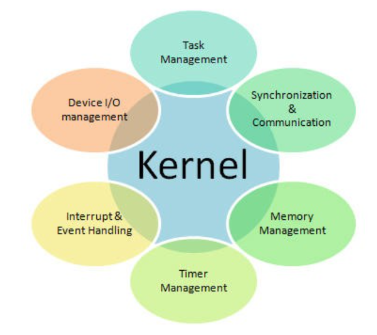 Task
Management
Device I/O
management
Synchronization
&
Communication
Kernel
Interrupt &
Event Handling
Memory
Management
Timer
Management